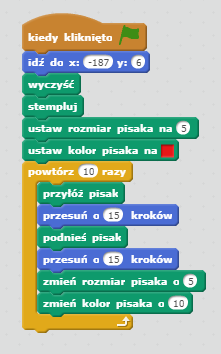 kiedy kliknięto
idź do x: -187 y: 6
wyczyść
stempluj
ustaw rozmiar pisaka na 5
ustaw kolor pisaka na
powtórz 10 razy
przyłóż pisak
przesuń o 15 kroków
podnieś pisak
przesuń o 15 kroków
zmień rozmiar pisaka o 5
zmień kolor pisaka o 10